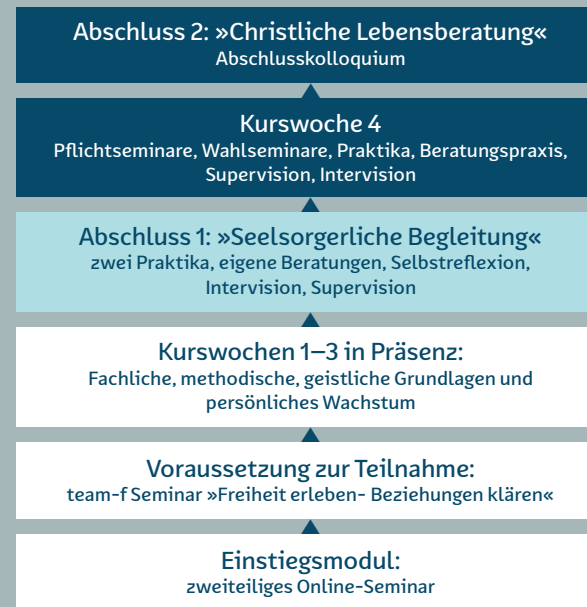 Abschluss 2: »Christliche Lebensberatung«
Abschlusskolloquium
Kurswoche 4
Pflichtseminare, Wahlseminare, Praktika, Beratungspraxis,
Supervision, Intervision
Abschluss 1: »Seelsorgerliche Begleitung«
zwei Praktika, eigene Beratungen, Selbstreflexion,
Intervision, Supervision
Kurswochen 1–3 in Präsenz:
Fachliche, methodische, geistliche Grundlagen und
persönliches Wachstum
Voraussetzung zur Teilnahme:
team-f Seminar »Freiheit erleben- Beziehungen klären«
Einstiegsmodul:
zweiteiliges Online-Seminar